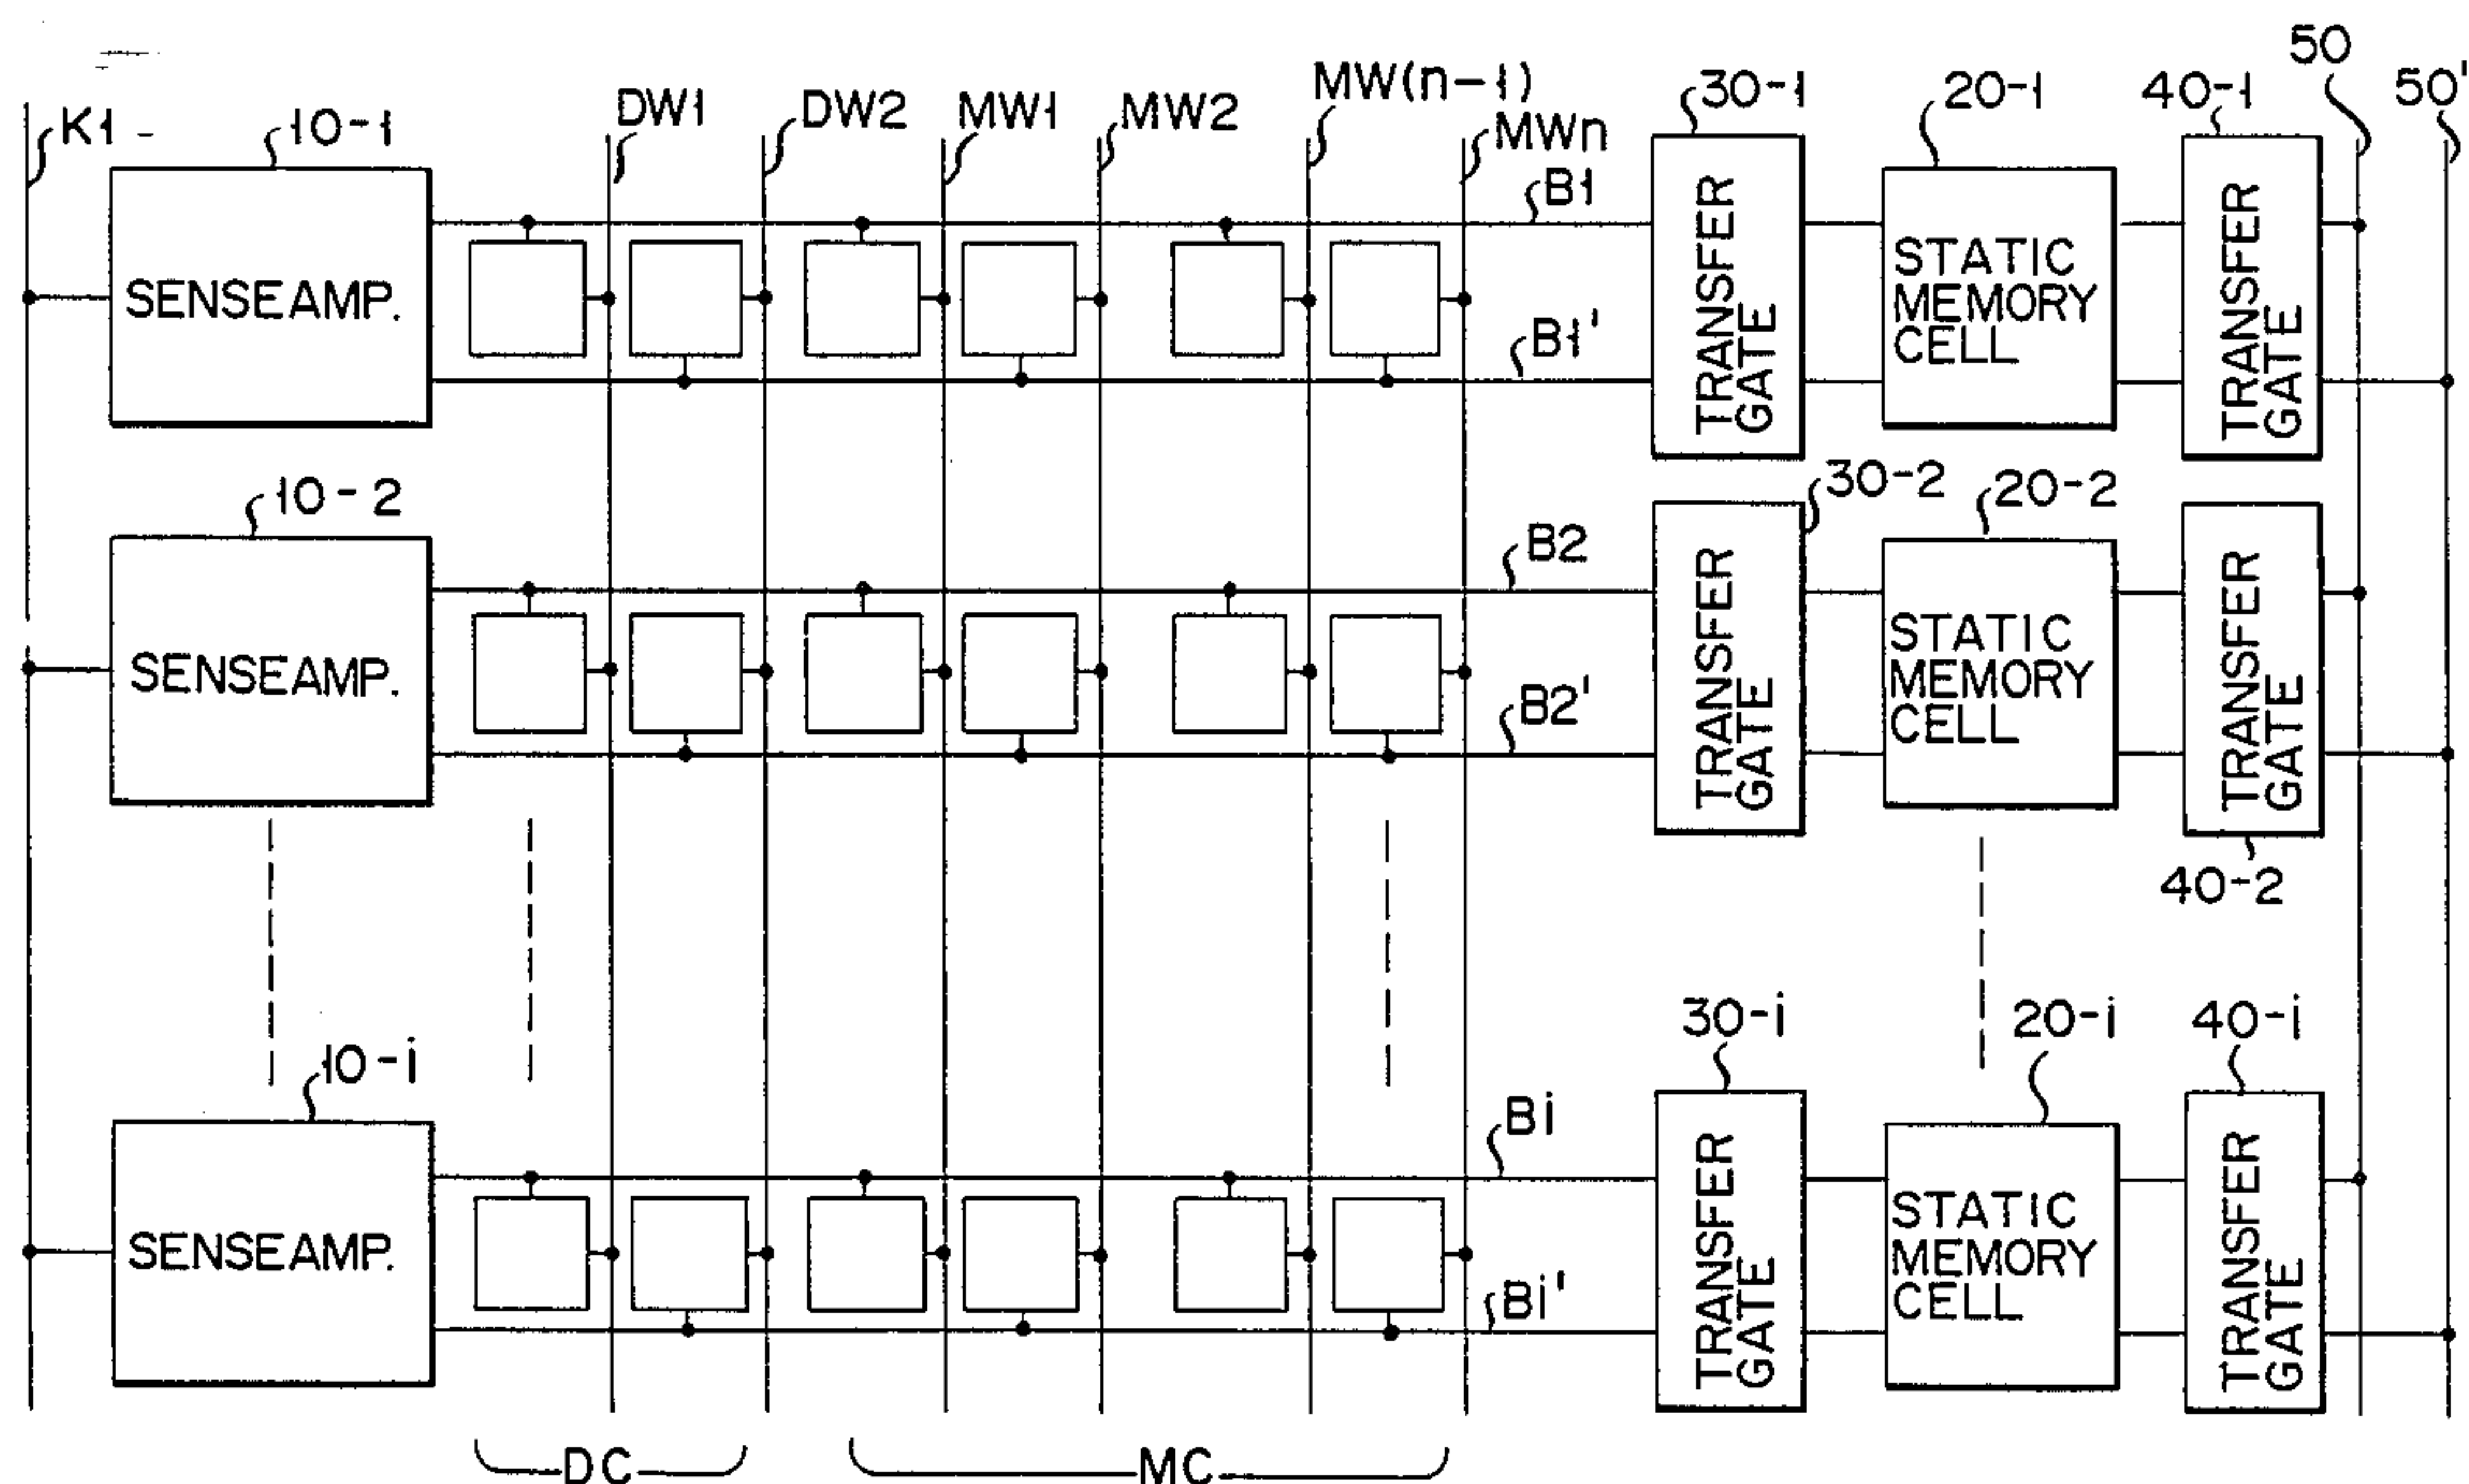 K1
10-1
DW1
DW2
MW1
MW2
MW(n-1)
MWn
30-1
20-1
40-1
50
50'
B1
B1'
SENSEAMP.
TRANSFER
GATE
STATIC
MEMORY
CELL
TRANSFER
GATE
10-2
30-2
20-2
B2
B2'
SENSEAMP.
TRANSFER
GATE
STATIC
MEMORY
CELL
TRANSFER
GATE
40-2
10-i
30-i
20-i
40-i
Bi
Bi'
SENSEAMP.
TRANSFER
GATE
STATIC
MEMORY
CELL
TRANSFER
GATE
DC
MC